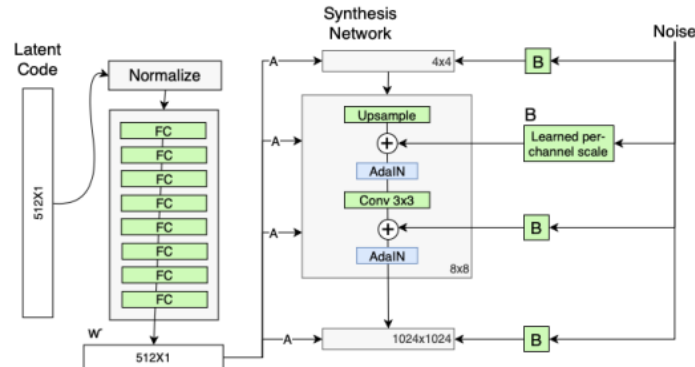 Latent
Code
512X1
Normalize
FC
FC
FC
FC
FC
FC
FC
FC
w
512X1
Synthesis
Network
A
4x4
B
Noise
Upsample
A
B
Learned per-
channel scale
AdaIN
Conv 3x3
A
B
AdaIN
8x8
A
1024x1024
B